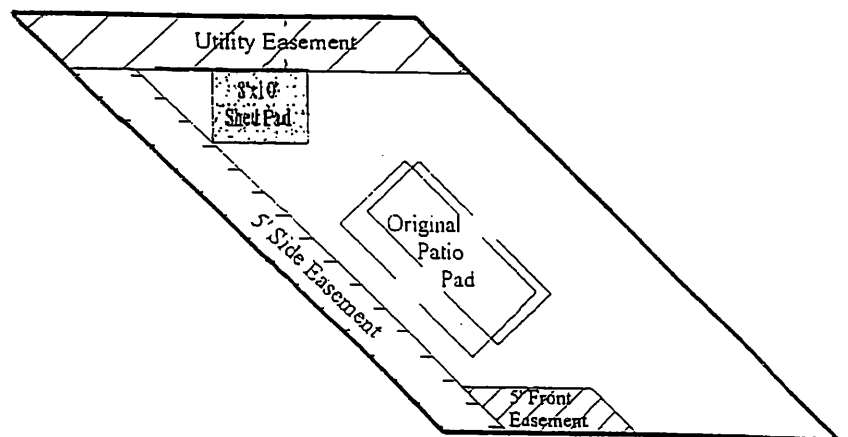 Utility Easement
8'x10'
Shed Pad
Original
Patio
Pad
5' Side Easement
5' Front
Easement